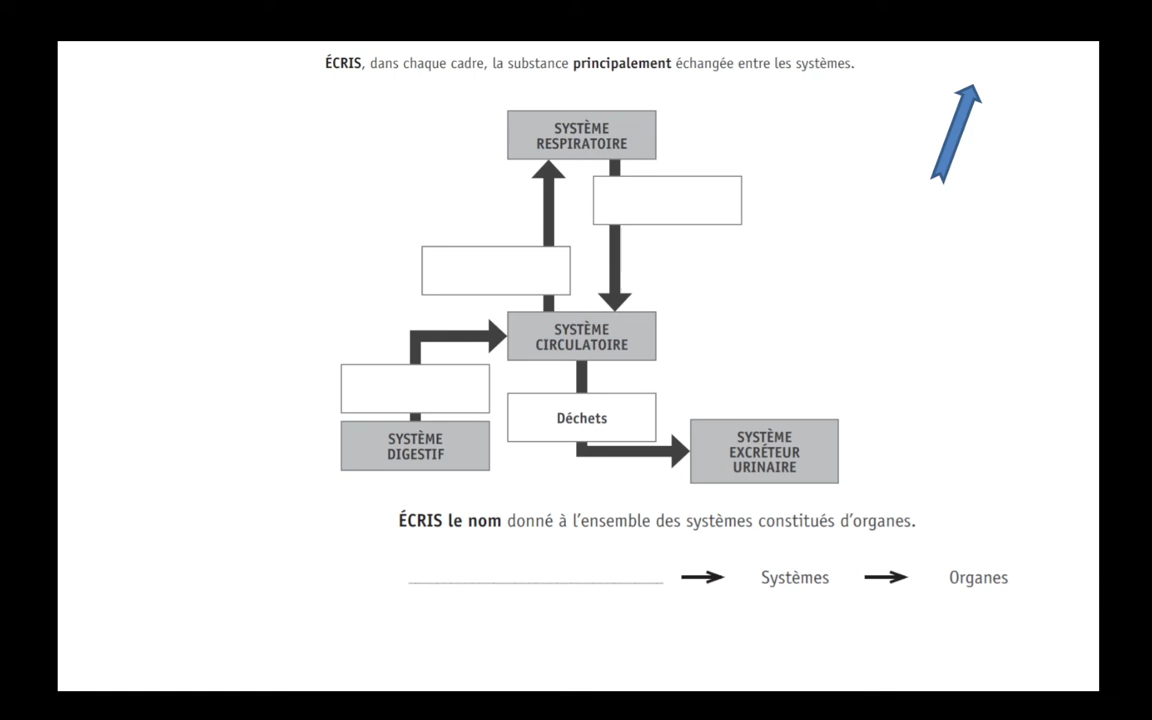 ÉCRIS, dans chaque cadre, la substance principalement échangée entre les systèmes.
SYSTÈME
RESPIRATOIRE
SYSTÈME
CIRCULATOIRE
Déchets
SYSTÈME
DIGESTIF
SYSTÈME
EXCRÉTEUR
URINAIRE
ÉCRIS le nom donné à l'ensemble des systèmes constitués d'organes.
Systèmes
Organes